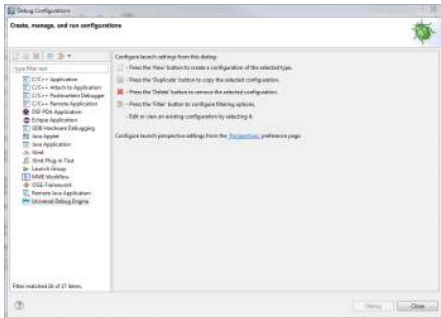 Debug Configurations
Create, manage, and run configurations
type filter text
C/C++ Application
C/C++ Attach to Application
C/C++ Postmortem Debugger
C/C++ Remote Application
DSF PDA Application
Eclipse Application
GDB Hardware Debugging
Java Applet
Java Application
JUnit
JUnit Plug-in Test
Launch Group
MWE Workflow
OSGi Framework
Remote Java Application
Universal Debug Engine
Filter matched 16 of 17 items
Configure launch settings from this dialog:
- Press the 'New' button to create a configuration of the selected type.
- Press the 'Duplicate' button to copy the selected configuration.
- Press the 'Delete' button to remove the selected configuration.
- Press the 'Filter' button to configure filtering options.
- Edit or view an existing configuration by selecting it.
Configure launch perspective settings from the 'Perspectives' preference page.
Debug
Close